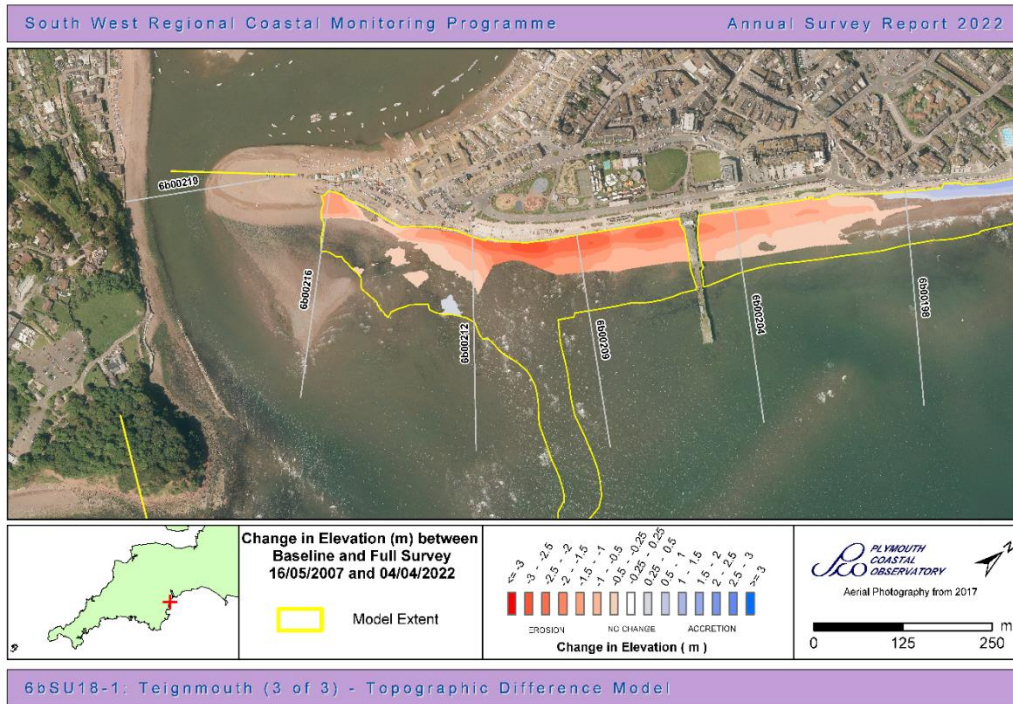 South West Regional Coastal Monitoring Programme Annual Survey Report 2022
6b00219
6b00216
6b00212
6b00209
6b00204
6b00198
Change in Elevation (m) between
Baseline and Full Survey
16/05/2007 and 04/04/2022
Model Extent
<= -3
-3 - -2.5
-2.5 - -2
-2 - -1.5
-1.5 - -1
-1 - -0.5
-0.5 - -0.25
-0.25 - 0.25
0.25 - 0.5
0.5 - 1
1 - 1.5
1.5 - 2
2 - 2.5
2.5 - 3
>= 3
EROSION NO CHANGE ACCRETION
Change in Elevation ( m )
PLYMOUTH
COASTAL
OBSERVATORY
N
Aerial Photography from 2017
m
0 125 250
6bSU18-1: Teignmouth (3 of 3) - Topographic Difference Model